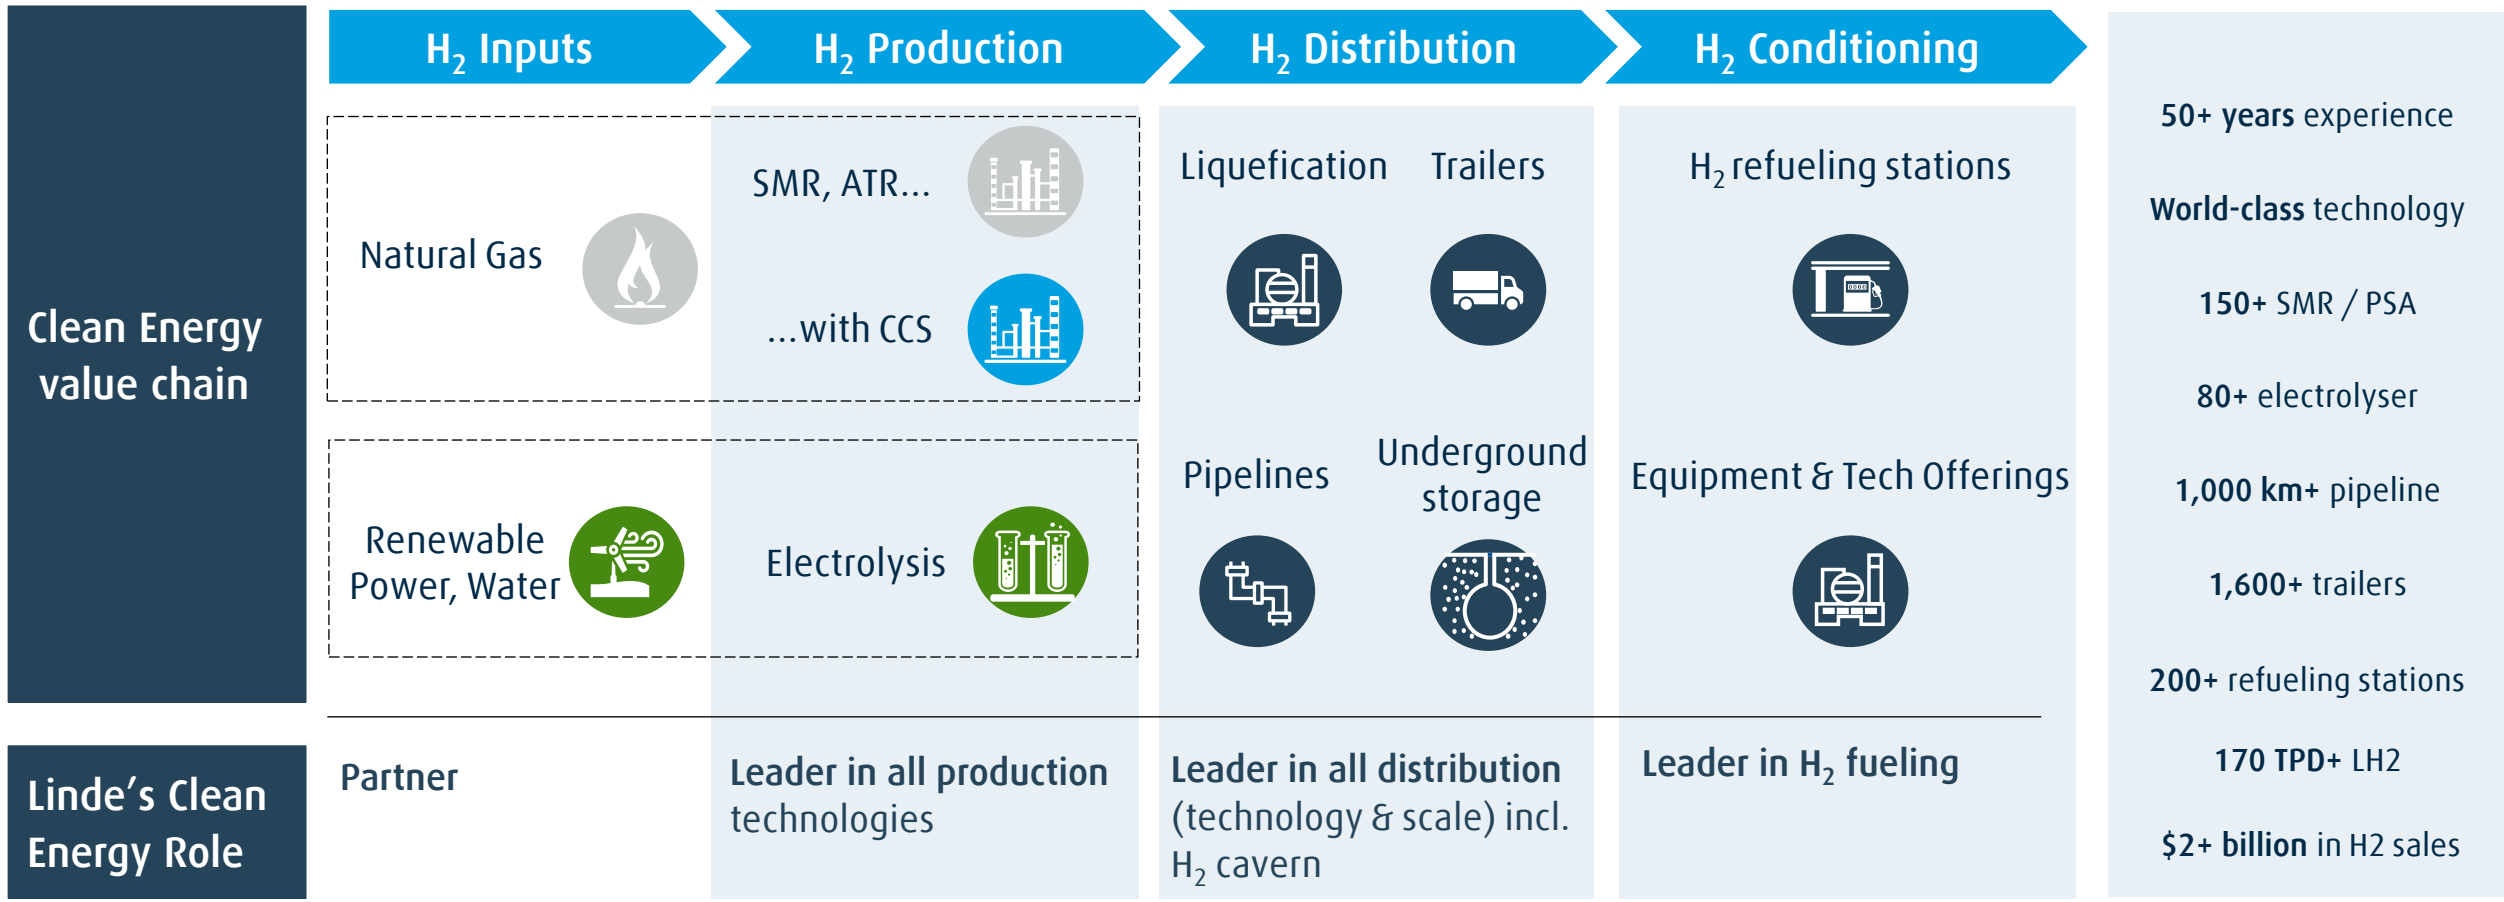 H₂ Inputs
H₂ Production
H₂ Distribution
H₂ Conditioning
Clean Energy
value chain
Natural Gas
SMR, ATR...
...with CCS
Renewable
Power, Water
Electrolysis
Liquefication
Trailers
Pipelines
Underground
storage
H₂ refueling stations
0000
Equipment & Tech Offerings
Linde's Clean
Energy Role
Partner
Leader in all production
technologies
Leader in all distribution
(technology & scale) incl.
H₂ cavern
Leader in H₂ fueling
50+ years experience
World-class technology
150+ SMR / PSA
80+ electrolyser
1,000 km+ pipeline
1,600+ trailers
200+ refueling stations
170 TPD+ LH2
$2+ billion in H2 sales